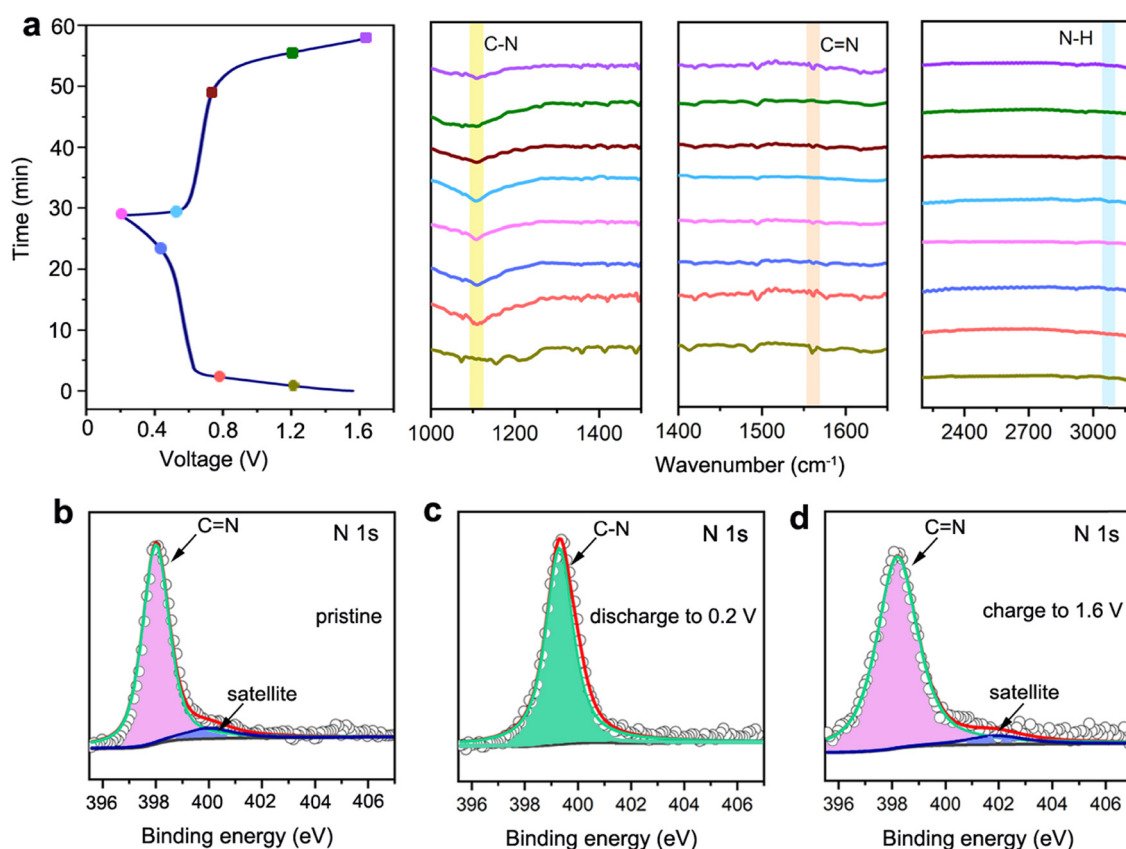 a
60
50
40
30
20
10
0
Time (min)
0 0.4 0.8 1.2 1.6
Voltage (V)
C-N
1000 1200 1400
C=N
1400 1500 1600
N-H
2400 2700 3000
Wavenumber (cm⁻¹)
b
C=N
N 1s
pristine
satellite
396 398 400 402 404 406
Binding energy (eV)
c
C-N
N 1s
discharge to 0.2 V
396 398 400 402 404 406
Binding energy (eV)
d
C=N
N 1s
charge to 1.6 V
satellite
396 398 400 402 404 406
Binding energy (eV)